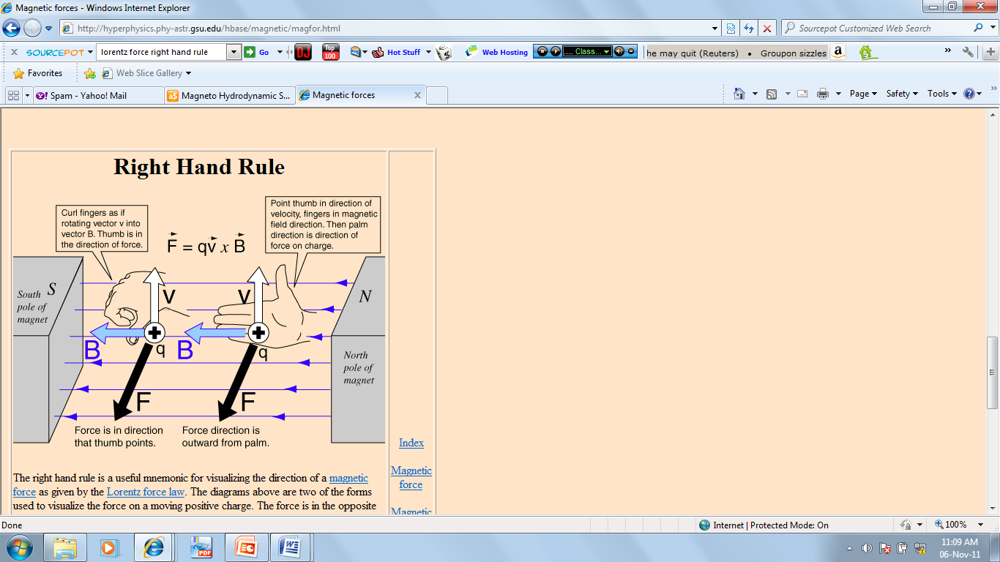 Magnetic forces - Windows Internet Explorer
http://hyperphysics.phy-astr.gsu.edu/hbase/magnetic/magfor.html
Sourcepot Customized Web Search
x SOURCEPOT lorentz force right hand rule Go DJ Top 100 Hot Stuff Web Hosting ..... Class... he may quit (Reuters) • Groupon sizzles a »
Favorites Web Slice Gallery
Spam - Yahoo! Mail aS Magneto Hydrodynamic S... Magnetic forces Page Safety Tools »
Right Hand Rule
Curl fingers as if
rotating vector v into
vector B. Thumb is in
the direction of force.
Point thumb in direction of
velocity, fingers in magnetic
field direction. Then palm
direction is direction of
force on charge.
F = qv x B
South S
pole of
magnet
N
North
pole of
magnet
v v
B q B q
F F
Force is in direction
that thumb points.
Force direction is
outward from palm.
Index
Magnetic
force
Magnetic
The right hand rule is a useful mnemonic for visualizing the direction of a magnetic
force as given by the Lorentz force law. The diagrams above are two of the forms
used to visualize the force on a moving positive charge. The force is in the opposite
Done Internet | Protected Mode: On 100%
PDF
11:09 AM
06-Nov-11